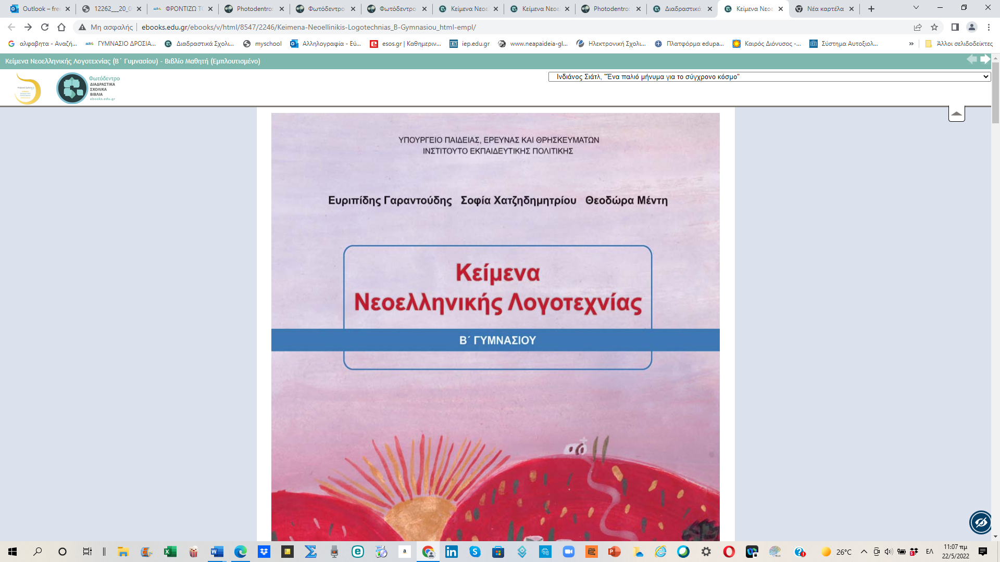 Outlook – free
12262___20_0
ΦΡΟΝΤΙΖΩ ΤΟ
Photodentro:
Φωτόδεντρο
Φωτόδεντρο
Κείμενα Νεοε
Κείμενα Νεοε
Photodentro:
Διαδραστικά
Κείμενα Νεοε
Νέα καρτέλα
Μη ασφαλής
ebooks.edu.gr/ebooks/v/html/8547/2246/Keimena-Neoellinikis-Logotechnias_B-Gymnasiou_html-empl/
αλφαβητα - Αναζή...
ΓΥΜΝΑΣΙΟ ΔΡΟΣΙΑ...
Διαδραστικά Σχολι...
myschool
Αλληλογραφία - Εύ...
esos.gr | Καθημεριν...
iep.edu.gr
www.neapaideia-gl...
Ηλεκτρονική Σχολι...
Πλατφόρμα edupa...
Καιρός Διόνυσος -...
Σύστημα Αυτοξιολ...
»
Άλλοι σελιδοδείκτες
Κείμενα Νεοελληνικής Λογοτεχνίας (Β΄ Γυμνασίου) - Βιβλίο Μαθητή (Εμπλουτισμένο)
Φωτόδεντρο
ΔΙΑΔΡΑΣΤΙΚΑ
ΣΧΟΛΙΚΑ
ΒΙΒΛΙΑ
ebooks.edu.gr
Ινδιάνος Σιάτλ, "Ένα παλιό μήνυμα για το σύγχρονο κόσμο"
ΥΠΟΥΡΓΕΙΟ ΠΑΙΔΕΙΑΣ, ΕΡΕΥΝΑΣ ΚΑΙ ΘΡΗΣΚΕΥΜΑΤΩΝ
ΙΝΣΤΙΤΟΥΤΟ ΕΚΠΑΙΔΕΥΤΙΚΗΣ ΠΟΛΙΤΙΚΗΣ
Ευριπίδης Γαραντούδης Σοφία Χατζηδημητρίου Θεοδώρα Μέντη
Κείμενα
Νεοελληνικής Λογοτεχνίας
Β΄ ΓΥΜΝΑΣΙΟΥ
26°C
ΕΛ
11:07 πμ
22/5/2022